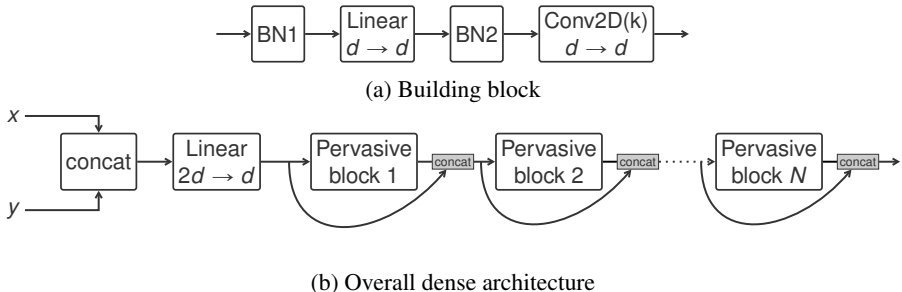 BN1
Linear
d → d
BN2
Conv2D(k)
d → d
(a) Building block
x
y
concat
Linear
2d → d
Pervasive
block 1
concat
Pervasive
block 2
concat
Pervasive
block N
concat
(b) Overall dense architecture